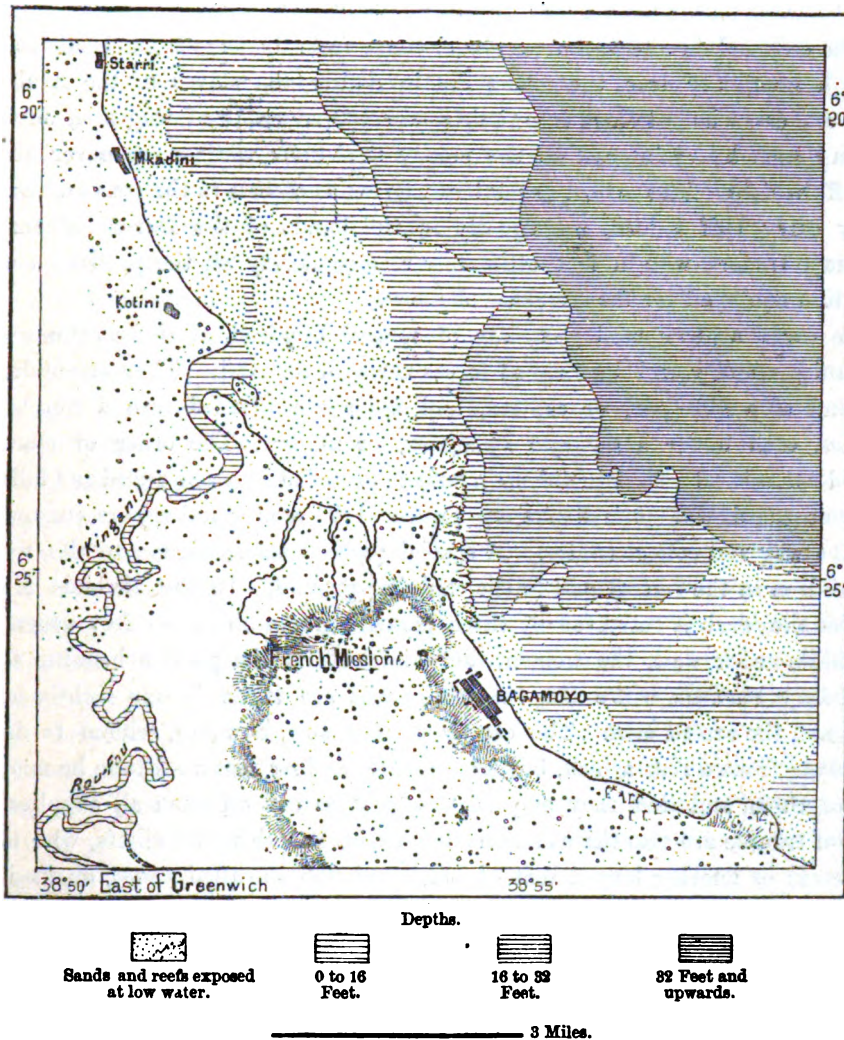 Starri
6°
20'
6°
20'
Mkadini
Kotini
(Kingani)
6°
25'
6°
25'
French Mission
BAGAMOYO
38°50' East of Greenwich
38°55'
Depths.
Sands and reefs exposed
at low water.
0 to 16
Feet.
16 to 32
Feet.
32 Feet and
upwards.
3 Miles.